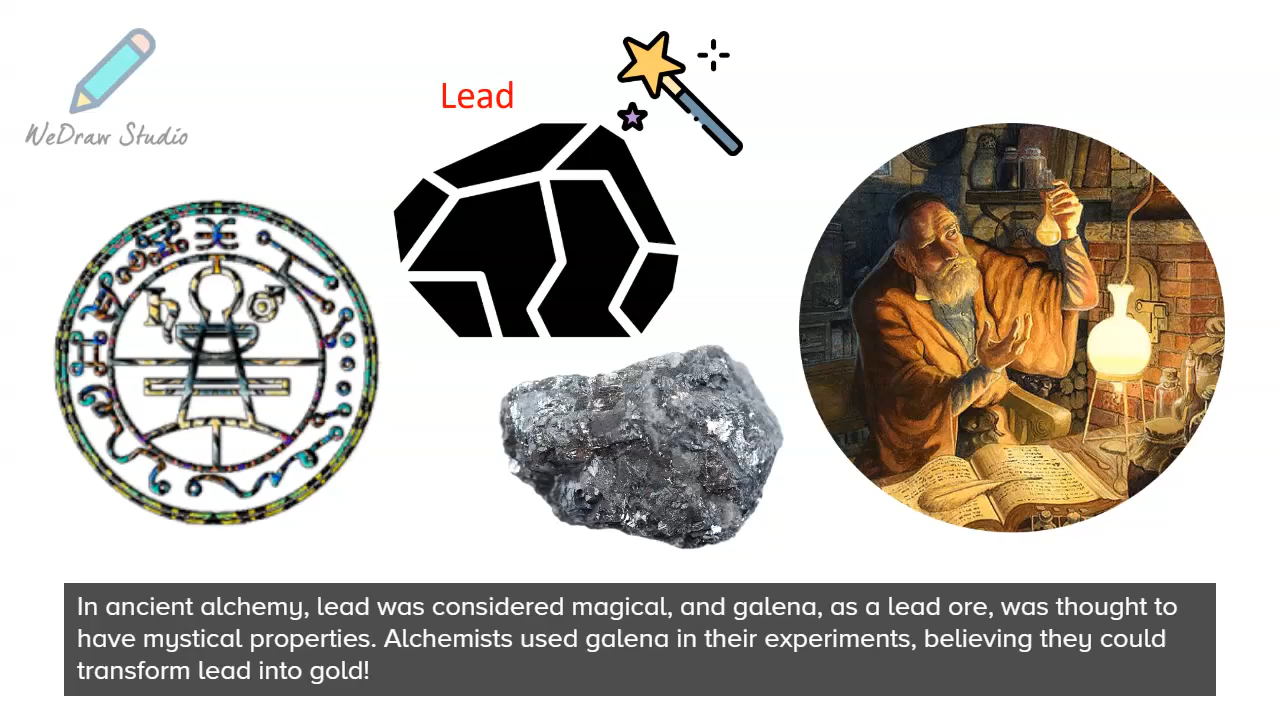 WeDraw Studio
Lead
In ancient alchemy, lead was considered magical, and galena, as a lead ore, was thought to
have mystical properties. Alchemists used galena in their experiments, believing they could
transform lead into gold!